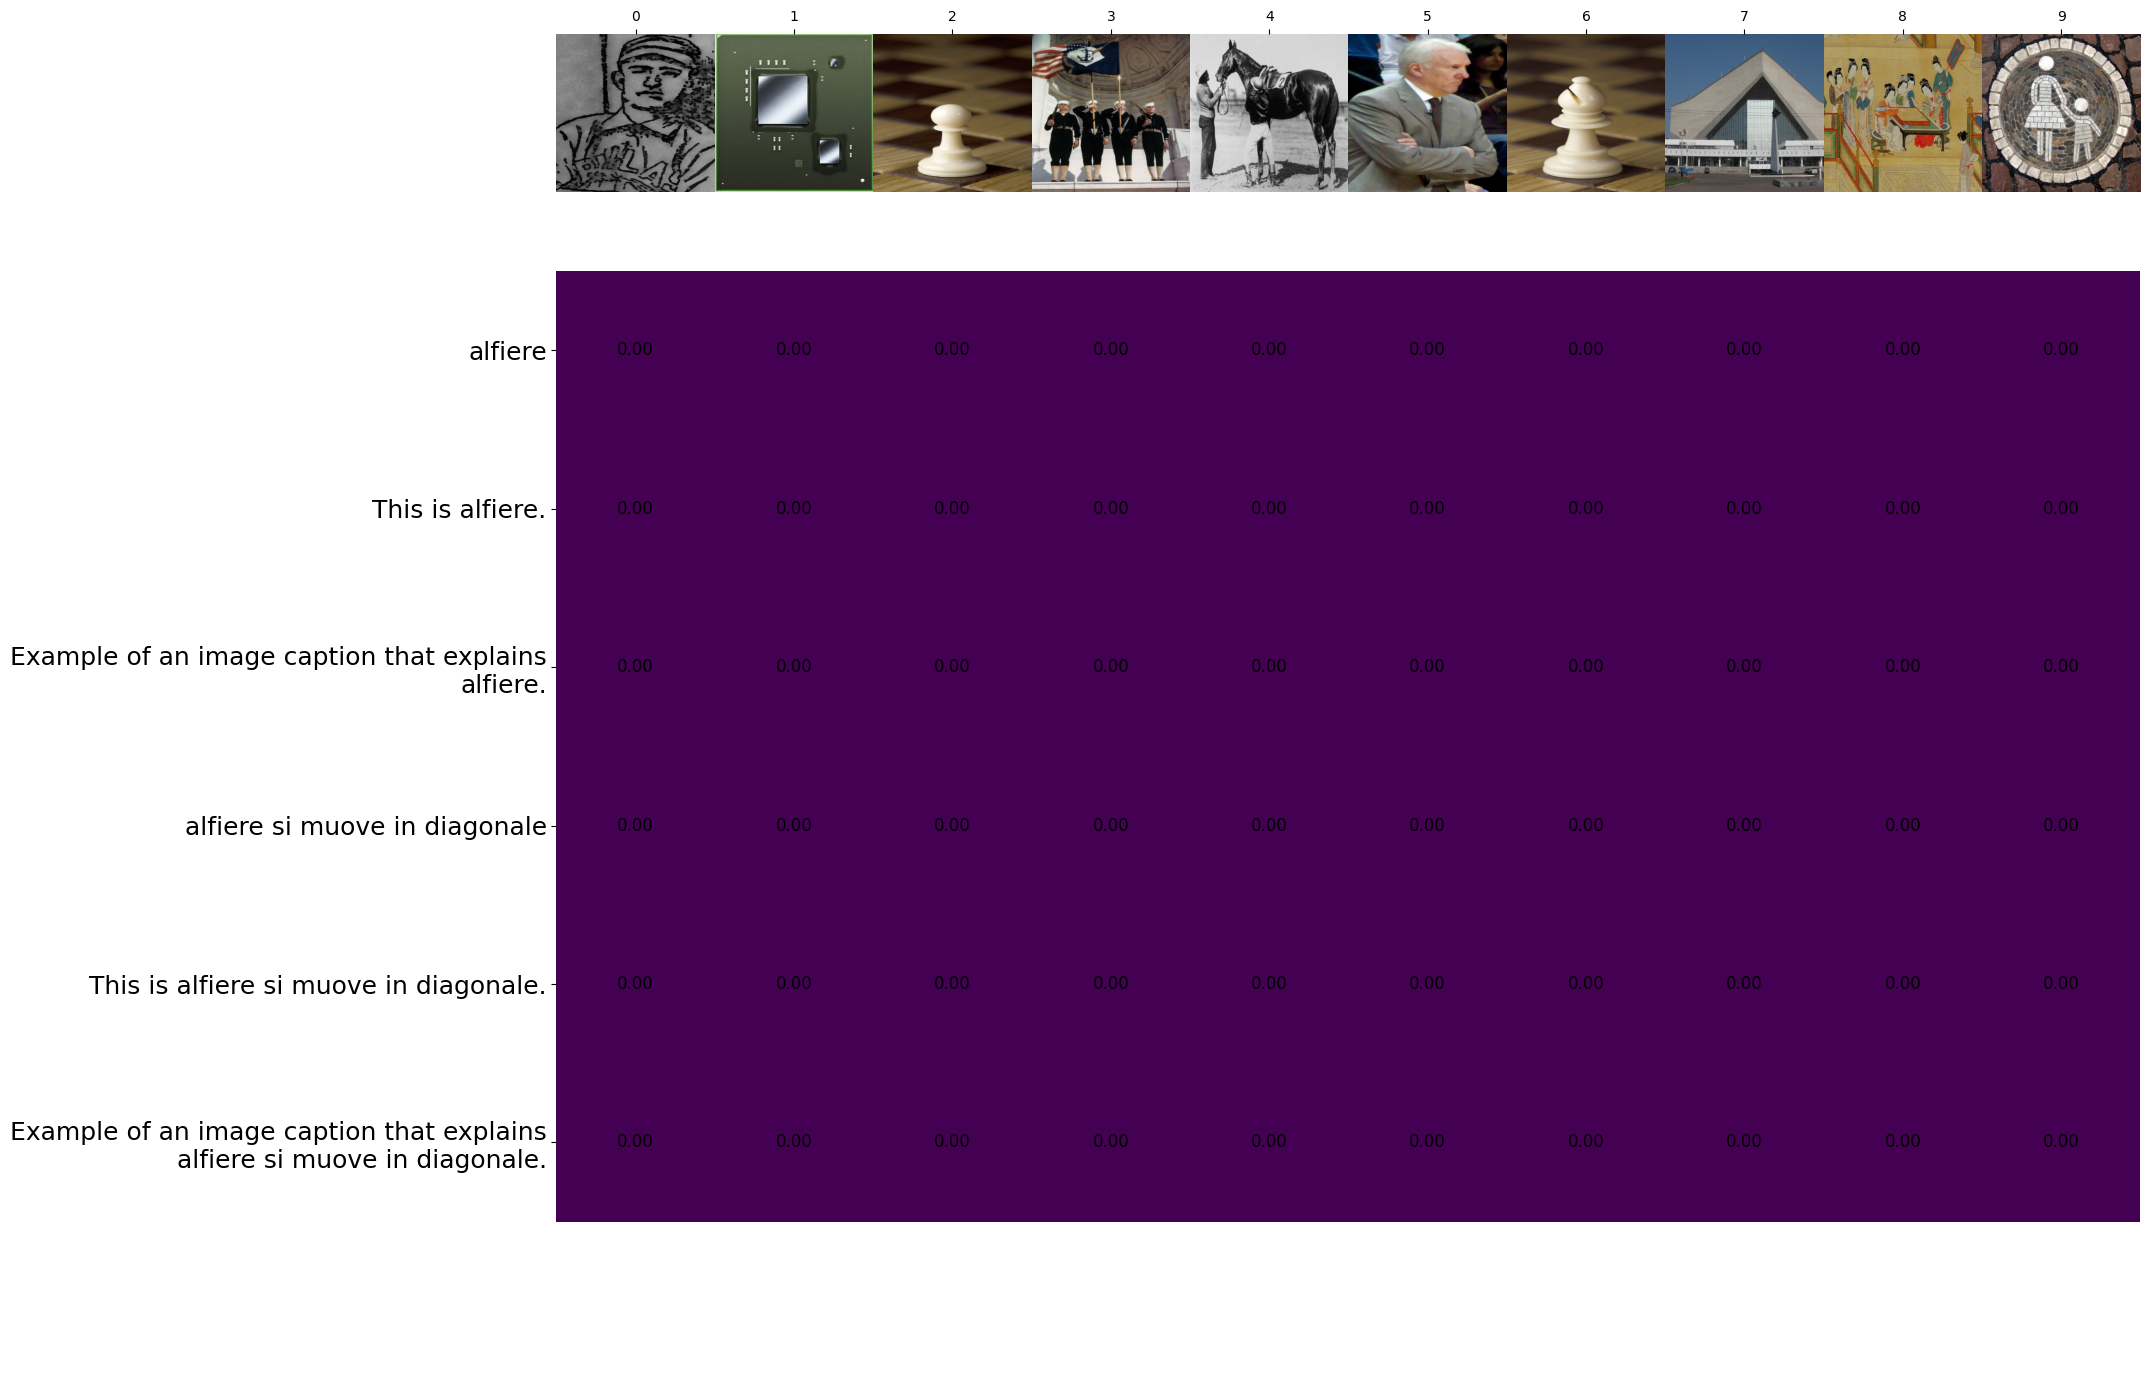 0 1 2 3 4 5 6 7 8 9
alfiere 0.00 0.00 0.00 0.00 0.00 0.00 0.00 0.00 0.00 0.00
This is alfiere. 0.00 0.00 0.00 0.00 0.00 0.00 0.00 0.00 0.00 0.00
Example of an image caption that explains
alfiere. 0.00 0.00 0.00 0.00 0.00 0.00 0.00 0.00 0.00 0.00
alfiere si muove in diagonale 0.00 0.00 0.00 0.00 0.00 0.00 0.00 0.00 0.00 0.00
This is alfiere si muove in diagonale. 0.00 0.00 0.00 0.00 0.00 0.00 0.00 0.00 0.00 0.00
Example of an image caption that explains
alfiere si muove in diagonale. 0.00 0.00 0.00 0.00 0.00 0.00 0.00 0.00 0.00 0.00